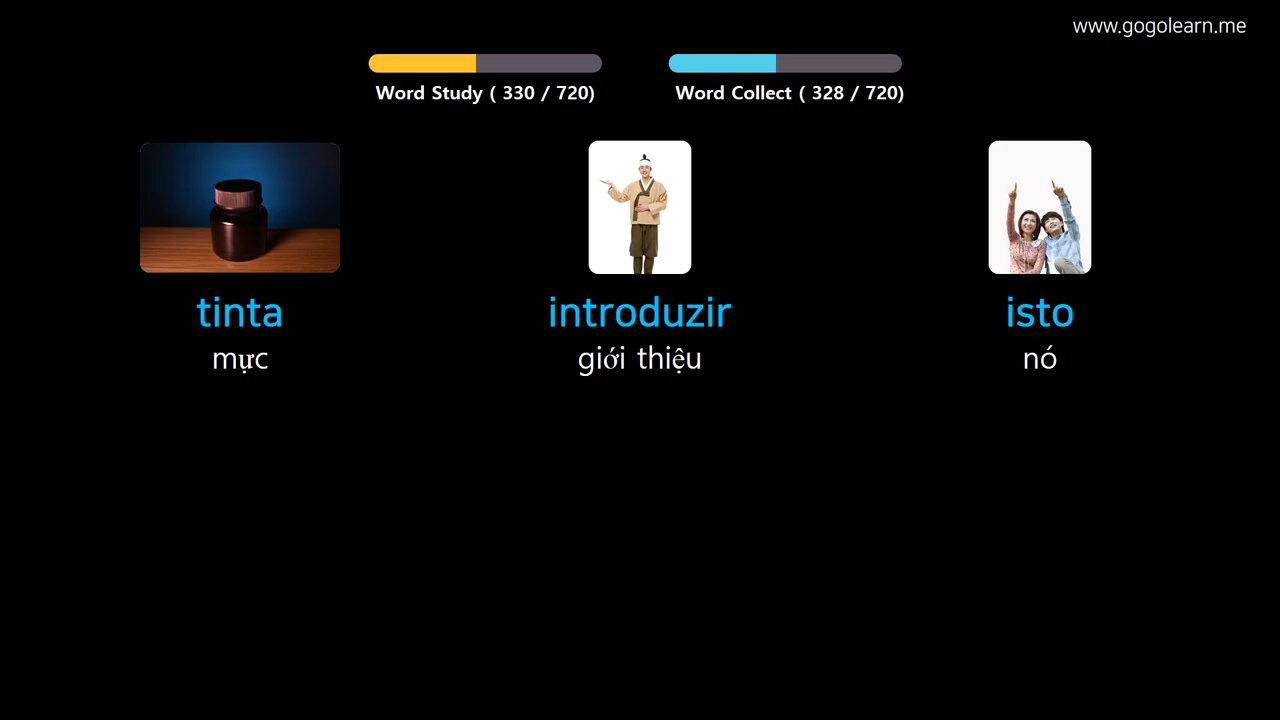 www.gogolearn.me
Word Study ( 330 / 720)
Word Collect ( 328 / 720)
tinta
introduzir
isto
mực
giới thiệu
nó